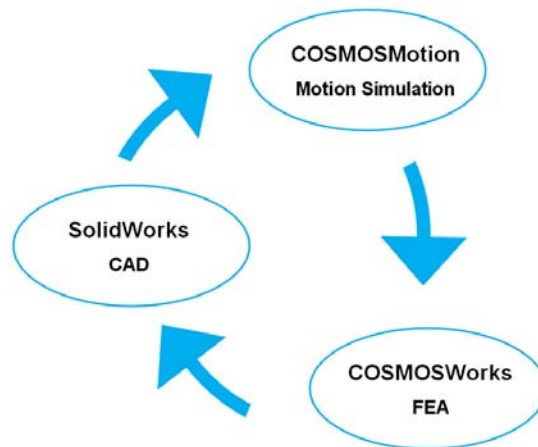 COSMOSMotion
Motion Simulation
SolidWorks
CAD
COSMOSWorks
FEA